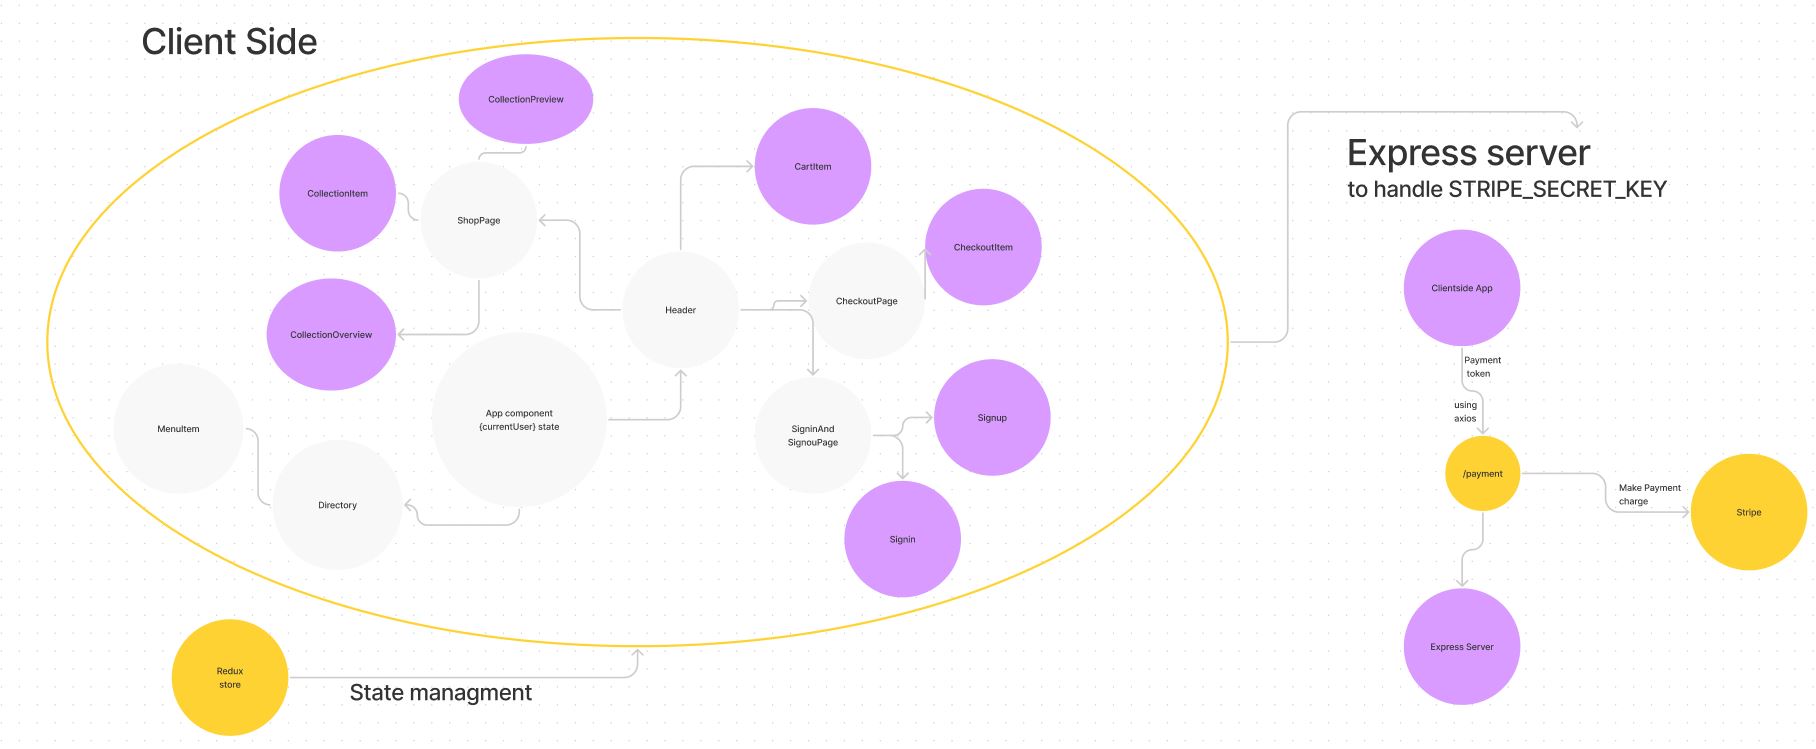 Client Side
CollectionPreview
CollectionItem
ShopPage
CartItem
CheckoutItem
Header
CheckoutPage
CollectionOverview
MenuItem
App component
{currentUser} state
SigninAnd
SignouPage
Signup
Directory
Signin
Redux
store
State managment
Express server
to handle STRIPE_SECRET_KEY
Clientside App
Payment
token
using
axios
/payment
Make Payment
charge
Stripe
Express Server